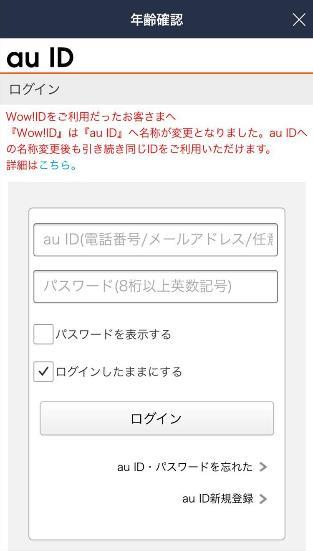 年齢確認
au ID
ログイン
Wow!IDをご利用だったお客さまへ
『Wow!ID』は『au ID』へ名称が変更となりました。au IDへ
の名称変更後も引き続き同じIDをご利用いただけます。
詳細はこちら。
au ID(電話番号/メールアドレス/任意
パスワード(8桁以上英数記号)
パスワードを表示する
ログインしたままにする
ログイン
au ID・パスワードを忘れた
au ID新規登録